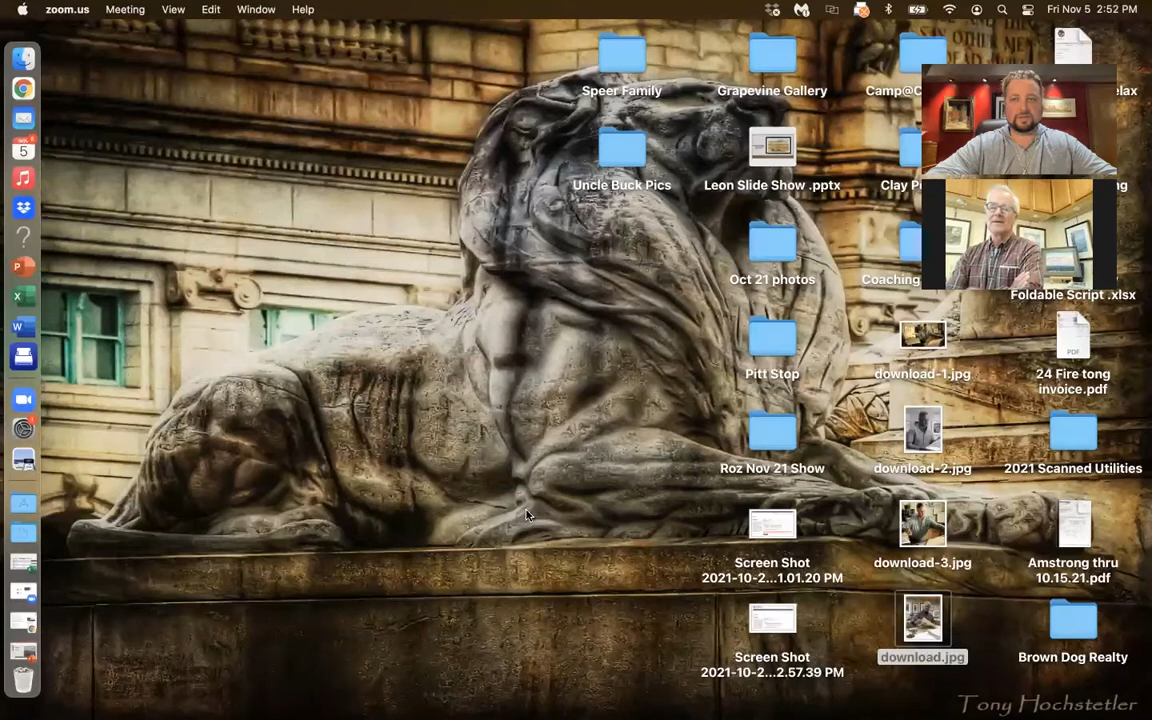 zoom.us Meeting View Edit Window Help Fri Nov 5 2:52 PM
5
Speer Family
Grapevine Gallery
Uncle Buck Pics
Leon Slide Show .pptx
Oct 21 photos
Coaching
Foldable Script .xlsx
Pitt Stop
download-1.jpg
PDF
24 Fire tong
invoice.pdf
Roz Nov 21 Show
download-2.jpg
2021 Scanned Utilities
Screen Shot
2021-10-2...1.01.20 PM
download-3.jpg
Amstrong thru
10.15.21.pdf
Screen Shot
2021-10-2...2.57.39 PM
download.jpg
Brown Dog Realty
Tony Hochstetler